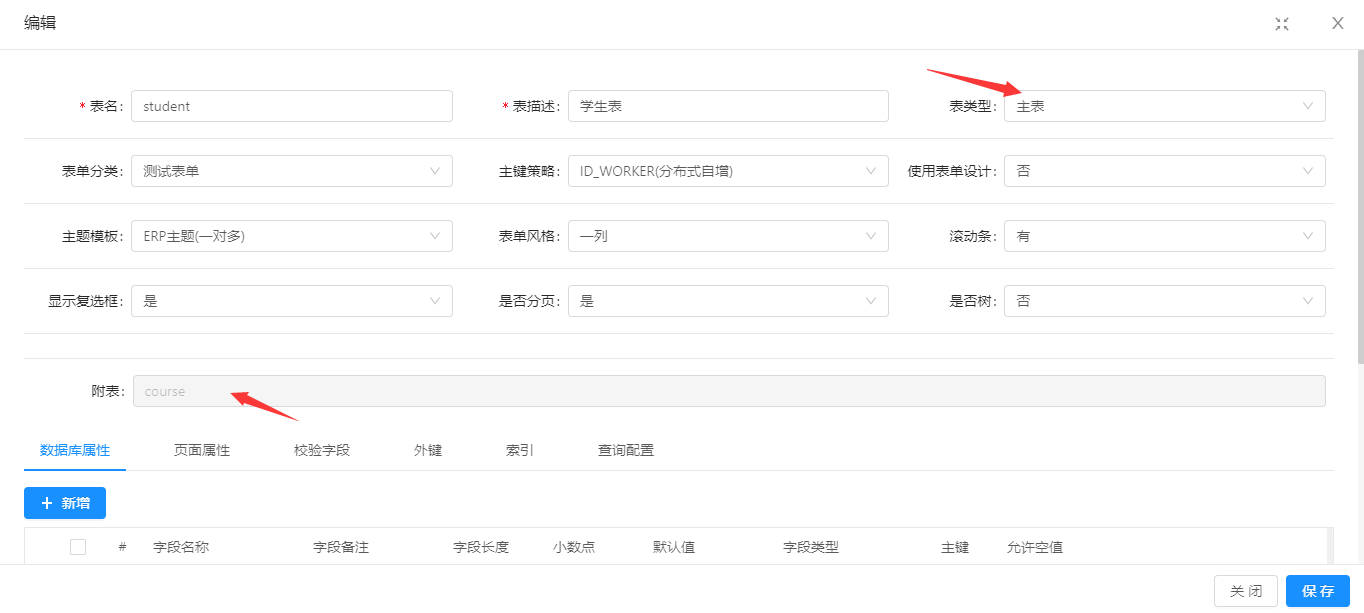 编辑
* 表名: student * 表描述: 学生表 表类型: 主表
表单分类: 测试表单 主键策略: ID_WORKER(分布式自增) 使用表单设计: 否
主题模板: ERP主题(一对多) 表单风格: 一列 滚动条: 有
显示复选框: 是 是否分页: 是 是否树: 否
附表: course
数据库属性 页面属性 校验字段 外键 索引 查询配置
+ 新增
# 字段名称 字段备注 字段长度 小数点 默认值 字段类型 主键 允许空值
关 闭 保 存